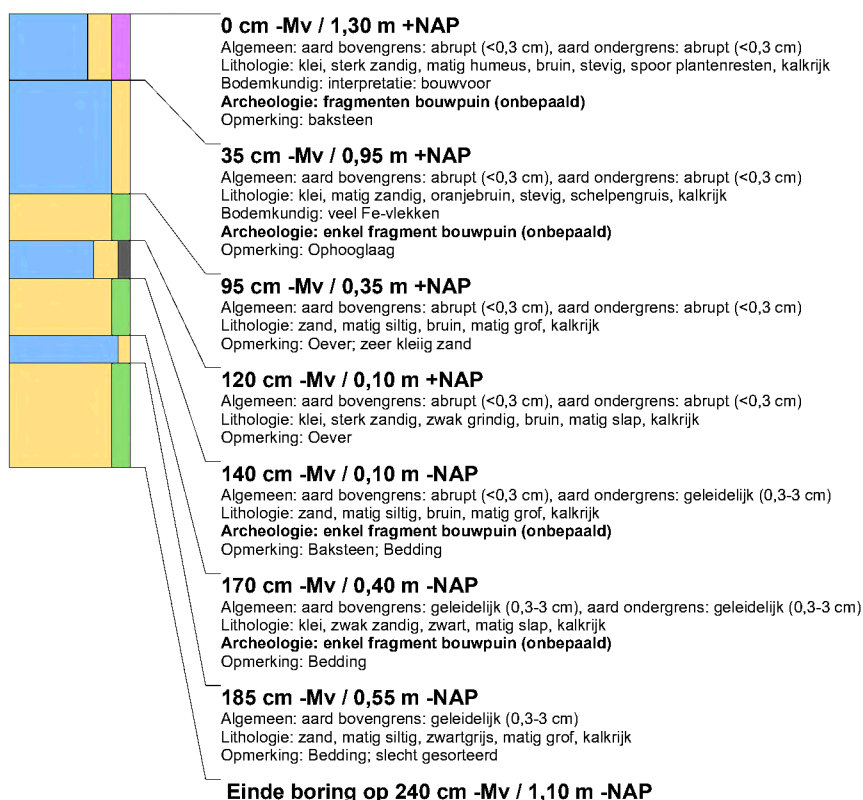 0 cm -Mv / 1,30 m +NAP
Algemeen: aard bovengrens: abrupt (<0,3 cm), aard ondergrens: abrupt (<0,3 cm)
Lithologie: klei, sterk zandig, matig humeus, bruin, stevig, spoor plantenresten, kalkrijk
Bodemkundig: interpretatie: bouwvoor
Archeologie: fragmenten bouwpuin (onbepaald)
Opmerking: baksteen
35 cm -Mv / 0,95 m +NAP
Algemeen: aard bovengrens: abrupt (<0,3 cm), aard ondergrens: abrupt (<0,3 cm)
Lithologie: klei, matig zandig, oranjebruin, stevig, schelpengruis, kalkrijk
Bodemkundig: veel Fe-vlekken
Archeologie: enkel fragment bouwpuin (onbepaald)
Opmerking: Ophooglaag
95 cm -Mv / 0,35 m +NAP
Algemeen: aard bovengrens: abrupt (<0,3 cm), aard ondergrens: abrupt (<0,3 cm)
Lithologie: zand, matig siltig, bruin, matig grof, kalkrijk
Opmerking: Oever; zeer kleiig zand
120 cm -Mv / 0,10 m +NAP
Algemeen: aard bovengrens: abrupt (<0,3 cm), aard ondergrens: abrupt (<0,3 cm)
Lithologie: klei, sterk zandig, zwak grindig, bruin, matig slap, kalkrijk
Opmerking: Oever
140 cm -Mv / 0,10 m -NAP
Algemeen: aard bovengrens: abrupt (<0,3 cm), aard ondergrens: geleidelijk (0,3-3 cm)
Lithologie: zand, matig siltig, bruin, matig grof, kalkrijk
Archeologie: enkel fragment bouwpuin (onbepaald)
Opmerking: Baksteen; Bedding
170 cm -Mv / 0,40 m -NAP
Algemeen: aard bovengrens: geleidelijk (0,3-3 cm), aard ondergrens: geleidelijk (0,3-3 cm)
Lithologie: klei, zwak zandig, zwart, matig slap, kalkrijk
Archeologie: enkel fragment bouwpuin (onbepaald)
Opmerking: Bedding
185 cm -Mv / 0,55 m -NAP
Algemeen: aard bovengrens: geleidelijk (0,3-3 cm)
Lithologie: zand, matig siltig, zwartgrijs, matig grof, kalkrijk
Opmerking: Bedding; slecht gesorteerd
Einde boring op 240 cm -Mv / 1,10 m -NAP